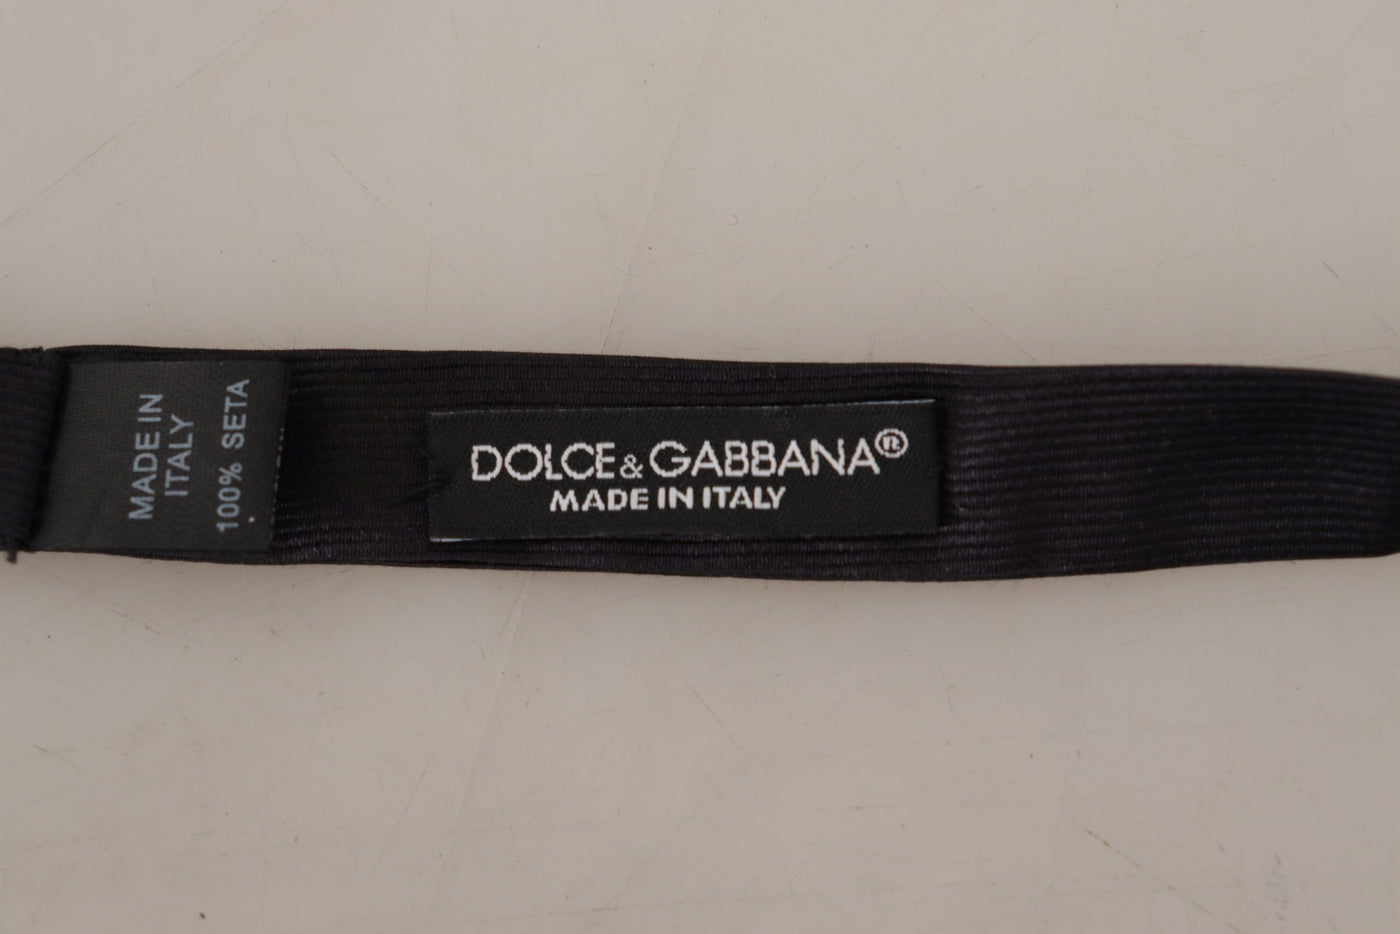 MADE IN
ITALY
100% SETA
DOLCE & GABBANA®
MADE IN ITALY